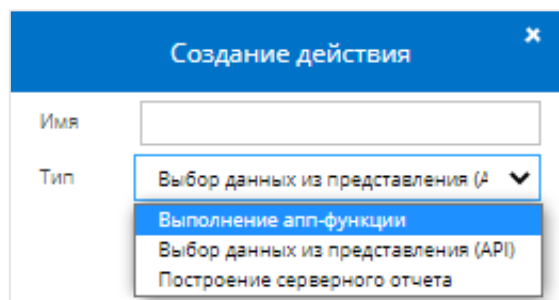 Создание действия
Имя
Тип
Выбор данных из представления (А
Выполнение апп-функции
Выбор данных из представления (API)
Построение серверного отчета